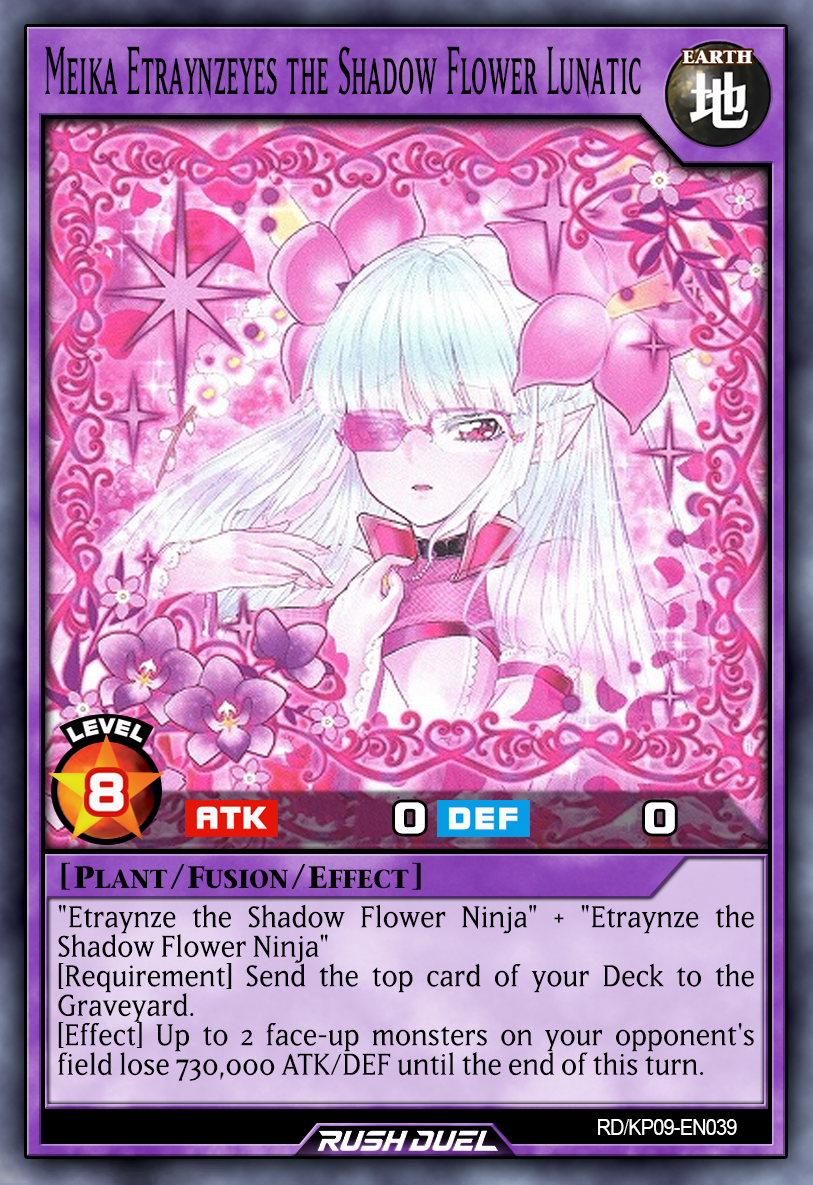 Meika Etraynzeyes the Shadow Flower Lunatic
EARTH
地
LEVEL
8
ATK 0 DEF 0
[Plant/Fusion/Effect]
"Etraynze the Shadow Flower Ninja" + "Etraynze the
Shadow Flower Ninja"
[Requirement] Send the top card of your Deck to the
Graveyard.
[Effect] Up to 2 face-up monsters on your opponent's
field lose 730,000 ATK/DEF until the end of this turn.
RD/KP09-EN039
RUSH DUEL